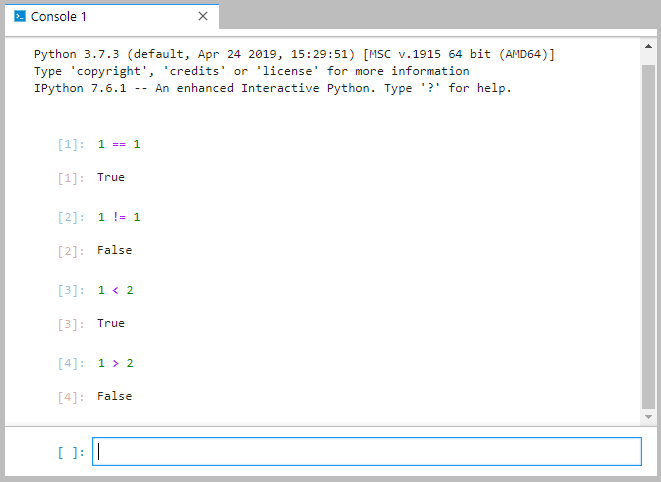 Console 1
Python 3.7.3 (default, Apr 24 2019, 15:29:51) [MSC v.1915 64 bit (AMD64)]
Type 'copyright', 'credits' or 'license' for more information
IPython 7.6.1 -- An enhanced Interactive Python. Type '?' for help.
[1]: 1 == 1
[1]: True
[2]: 1 != 1
[2]: False
[3]: 1 < 2
[3]: True
[4]: 1 > 2
[4]: False
[ ]: